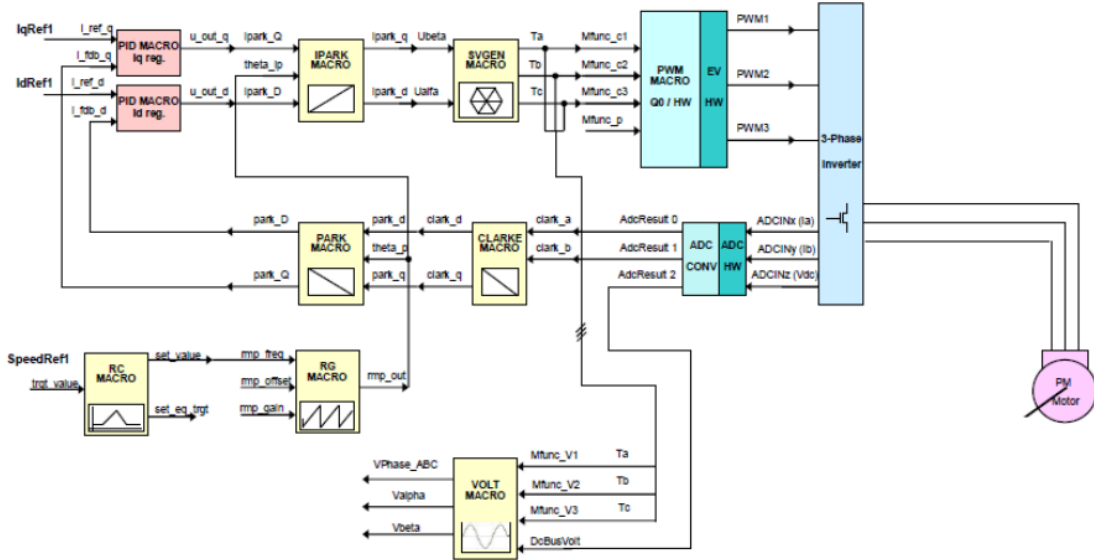 IqRef1
i_ref_q
i_fdb_q
PID MACRO
Iq reg.
u_out_q
Ipark_Q
theta_ip
IPARK
MACRO
Ipark_q
Ubeta
SVGEN
MACRO
Ta
Tb
Tc
Mfunc_c1
Mfunc_c2
Mfunc_c3
Mfunc_p
PWM
MACRO
Q0 / HW
EV
HW
PWM1
PWM2
PWM3
3-Phase
Inverter
IdRef1
i_ref_d
i_fdb_d
PID MACRO
Id reg.
u_out_d
Ipark_D
Ipark_d
Ualfa
park_D
park_Q
PARK
MACRO
park_d
theta_p
park_q
clark_d
clark_q
CLARKE
MACRO
clark_a
clark_b
AdcResult 0
AdcResult 1
AdcResult 2
ADC
CONV
ADC
HW
ADCINx (Ia)
ADCINy (Ib)
ADCINz (Vdc)
SpeedRef1
trgt_value
RC
MACRO
set_value
set_eq_trgt
rmp_freq
rmp_offset
rmp_gain
RG
MACRO
rmp_out
PM
Motor
VPhase_ABC
Valpha
Vbeta
VOLT
MACRO
Mfunc_V1
Mfunc_V2
Mfunc_V3
DcBusVolt
Ta
Tb
Tc